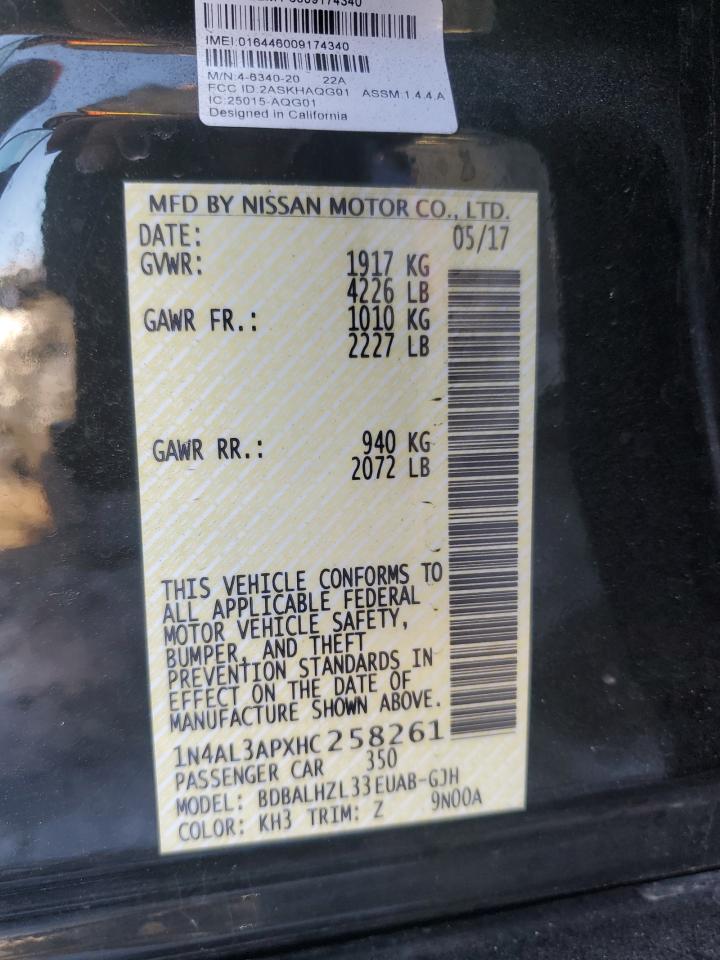 IMEI:016446009174340
M/N:4-6340-20 22A
FCC ID:2ASKHAQG01 ASSM:1.4.4.A
IC:25015-AQG01
Designed in California
MFD BY NISSAN MOTOR CO., LTD.
DATE: 05/17
GVWR: 1917 KG
4226 LB
GAWR FR.: 1010 KG
2227 LB
GAWR RR.: 940 KG
2072 LB
THIS VEHICLE CONFORMS TO
ALL APPLICABLE FEDERAL
MOTOR VEHICLE SAFETY,
BUMPER, AND THEFT
PREVENTION STANDARDS IN
EFFECT ON THE DATE OF
MANUFACTURE SHOWN ABOVE.
1N4AL3APXHC258261
PASSENGER CAR 350
MODEL: BDBALHZL33EUAB-GJH
COLOR: KH3 TRIM: Z 9N00A